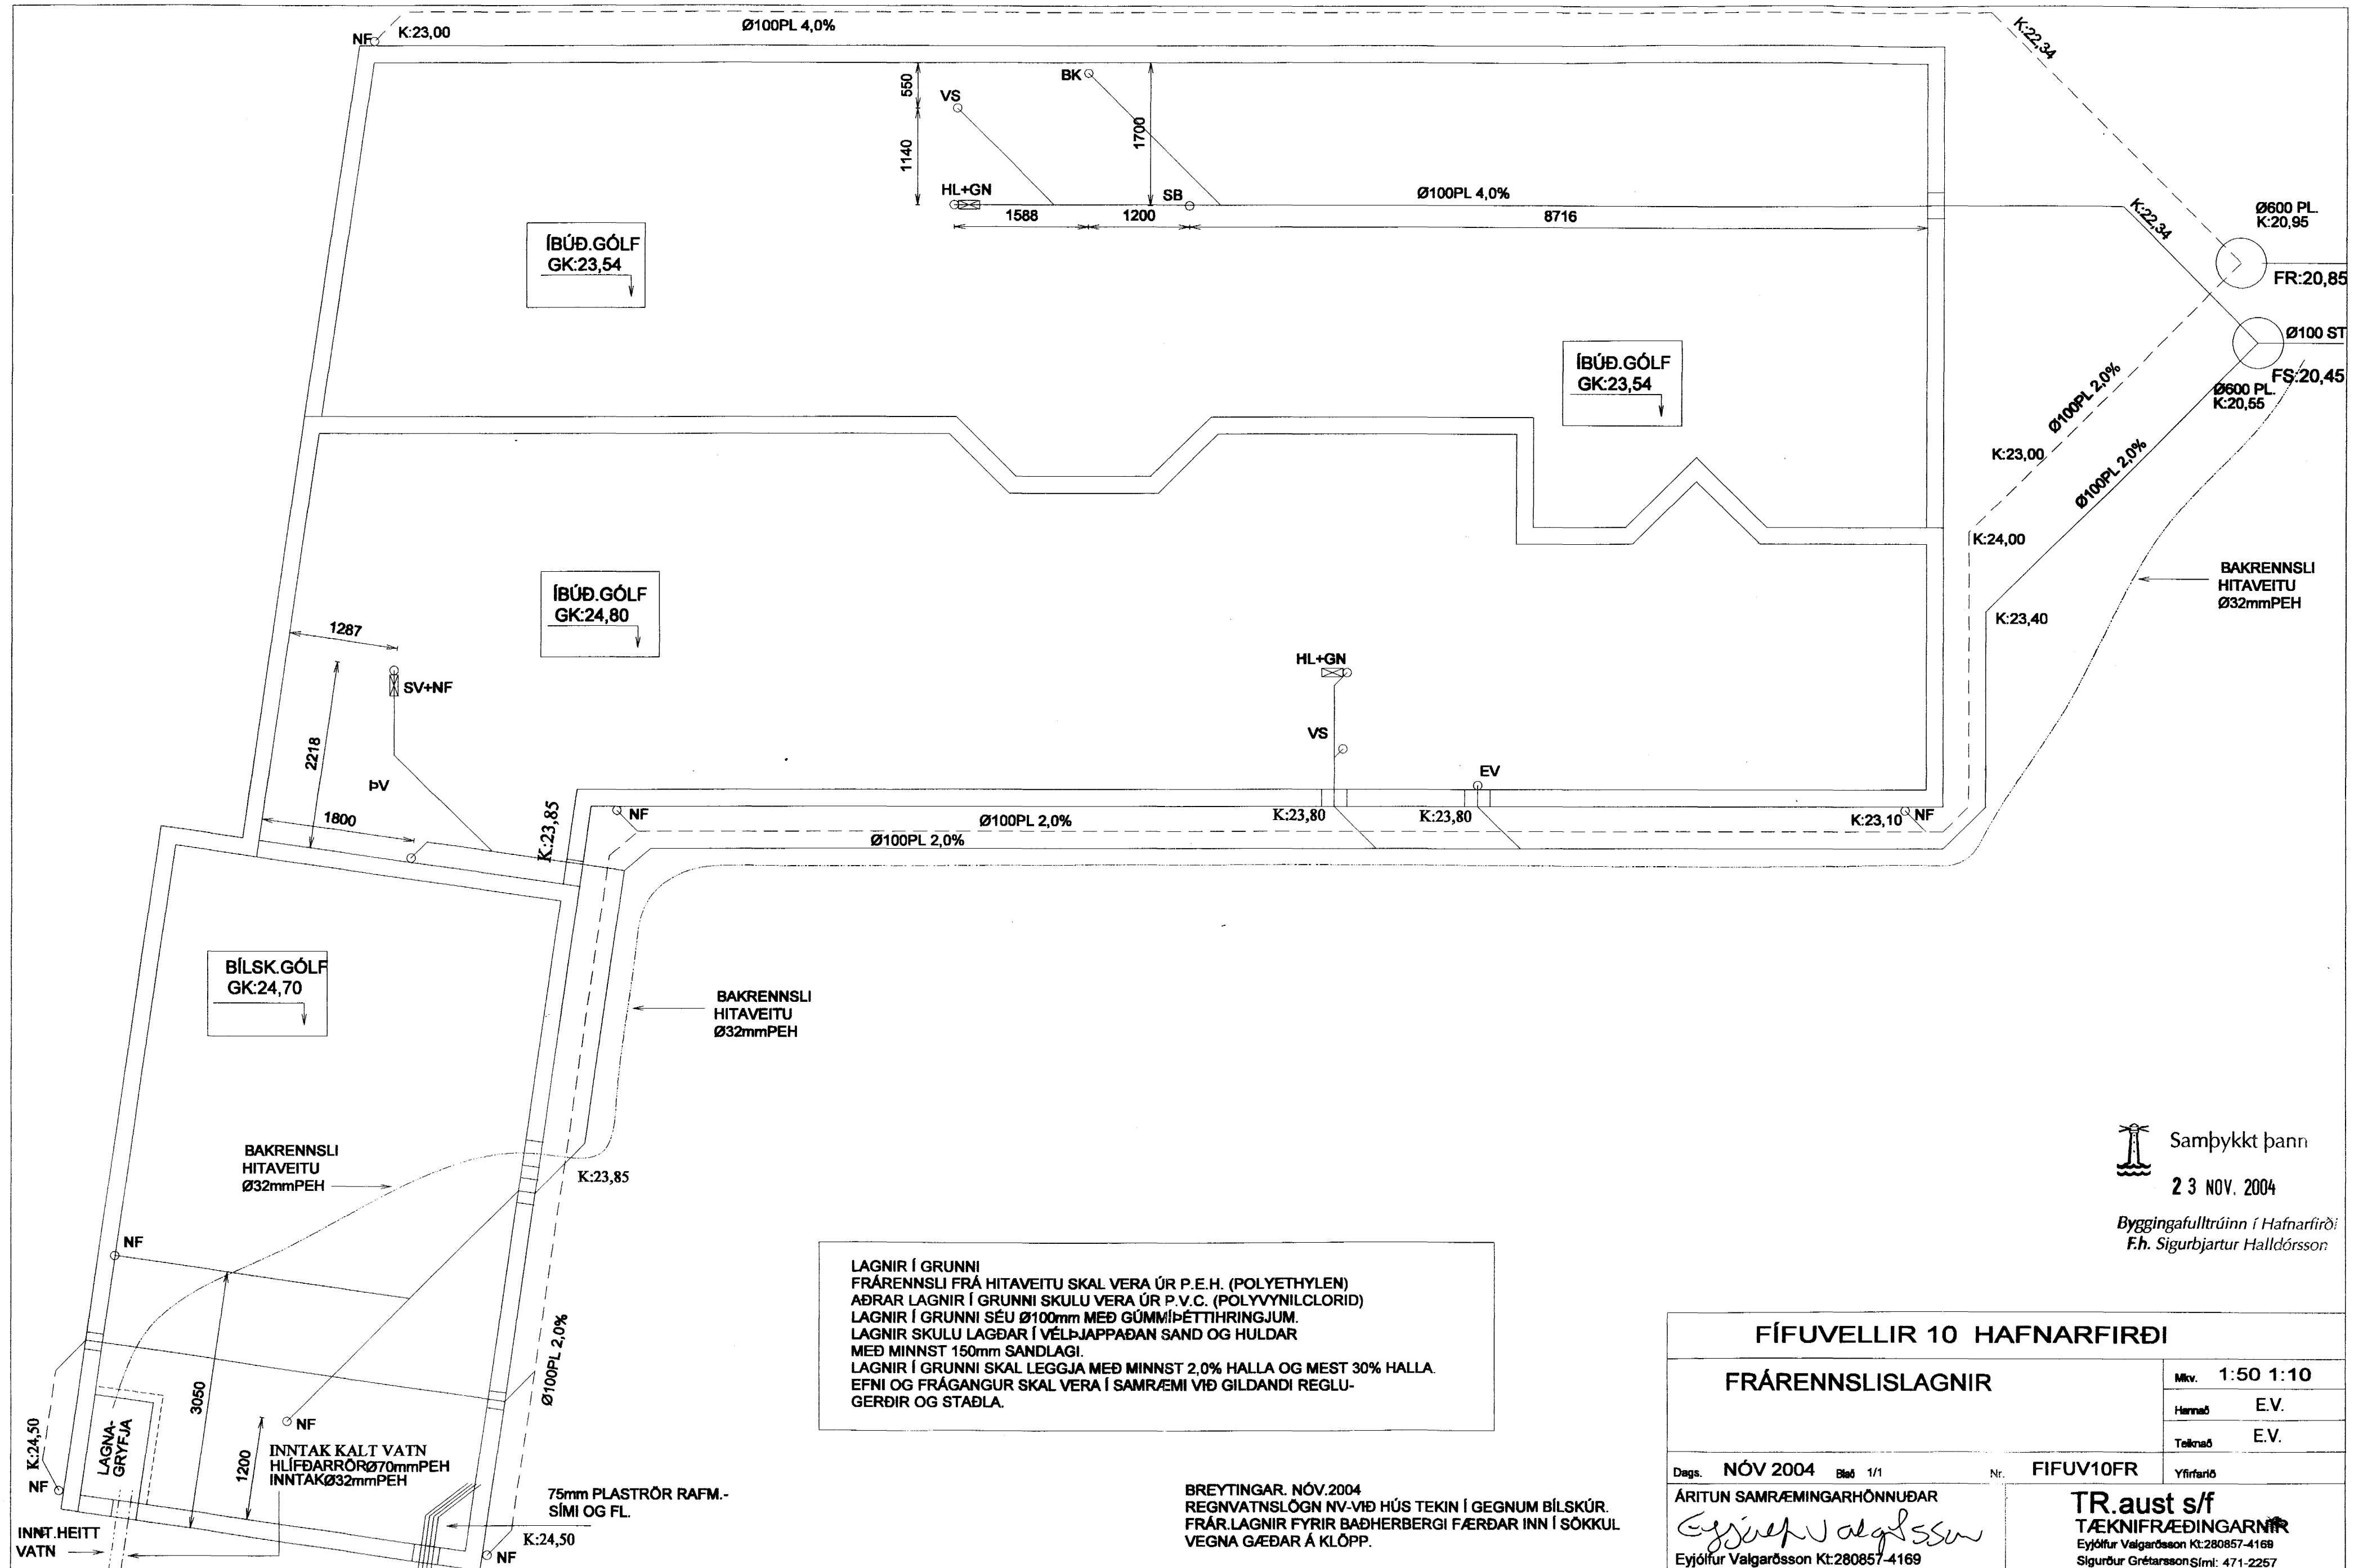 NF
K:23,00
Ø100PL 4,0%
K:22,34
550
VS
BK
1140
1700
HL+GN
SB
Ø100PL 4,0%
1588
1200
8716
K:22,34
Ø600 PL.
K:20,95
FR:20,85
Ø100 ST
FS:20,45
Ø600 PL.
K:20,55
ÍBÚÐ.GÓLF
GK:23,54
ÍBÚÐ.GÓLF
GK:23,54
Ø100PL 2,0%
K:23,00
Ø100PL 2,0%
K:24,00
K:23,40
BAKRENNSLI
HITAVEITU
Ø32mmPEH
ÍBÚÐ.GÓLF
GK:24,80
1287
SV+NF
2218
ÞV
1800
HL+GN
VS
EV
K:23,85
NF
Ø100PL 2,0%
Ø100PL 2,0%
K:23,80
K:23,80
K:23,10
NF
BÍLSK.GÓLF
GK:24,70
BAKRENNSLI
HITAVEITU
Ø32mmPEH
BAKRENNSLI
HITAVEITU
Ø32mmPEH
K:23,85
NF
3050
Ø100PL 2,0%
K:24,50
LAGNA-
GRYFJA
NF
1200
NF
INNTAK KALT VATN
HLÍFÐARRÖRØ70mmPEH
INNTAKØ32mmPEH
INNT.HEITT
VATN
75mm PLASTRÖR RAFM.-
SÍMI OG FL.
K:24,50
NF
LAGNIR Í GRUNNI
FRÁRENNSLI FRÁ HITAVEITU SKAL VERA ÚR P.E.H. (POLYETHYLEN)
AÐRAR LAGNIR Í GRUNNI SKULU VERA ÚR P.V.C. (POLYVYNILCLORID)
LAGNIR Í GRUNNI SÉU Ø100mm MEÐ GÚMMÍÞÉTTIHRINGJUM.
LAGNIR SKULU LAGÐAR Í VÉLÞJAPPAÐAN SAND OG HULDAR
MEÐ MINNST 150mm SANDLAGI.
LAGNIR Í GRUNNI SKAL LEGGJA MEÐ MINNST 2,0% HALLA OG MEST 30% HALLA.
EFNI OG FRÁGANGUR SKAL VERA Í SAMRÆMI VIÐ GILDANDI REGLU-
GERÐIR OG STAÐLA.
BREYTINGAR. NÓV.2004
REGNVATNSLÖGN NV-VIÐ HÚS TEKIN Í GEGNUM BÍLSKÚR.
FRÁR.LAGNIR FYRIR BAÐHERBERGI FÆRÐAR INN Í SÖKKUL
VEGNA GÆÐAR Á KLÖPP.
Samþykkt þann
23 NOV. 2004
Byggingafulltrúinn í Hafnarfirði
F.h. Sigurbjartur Halldórsson
FÍFUVELLIR 10 HAFNARFIRÐI
FRÁRENNSLISLAGNIR
Mkv. 1:50 1:10
Hannað E.V.
Teiknað E.V.
Dags. NÓV 2004 Blað 1/1 Nr. FIFUV10FR Yfirfarið
ÁRITUN SAMRÆMINGARHÖNNUÐAR
Eyjólfur Valgarðsson
Eyjólfur Valgarðsson Kt:280857-4169
TR.aust s/f
TÆKNIFRÆÐINGARNIR
Eyjólfur Valgarðsson Kt:280857-4169
Sigurður Grétarsson Sími: 471-2257